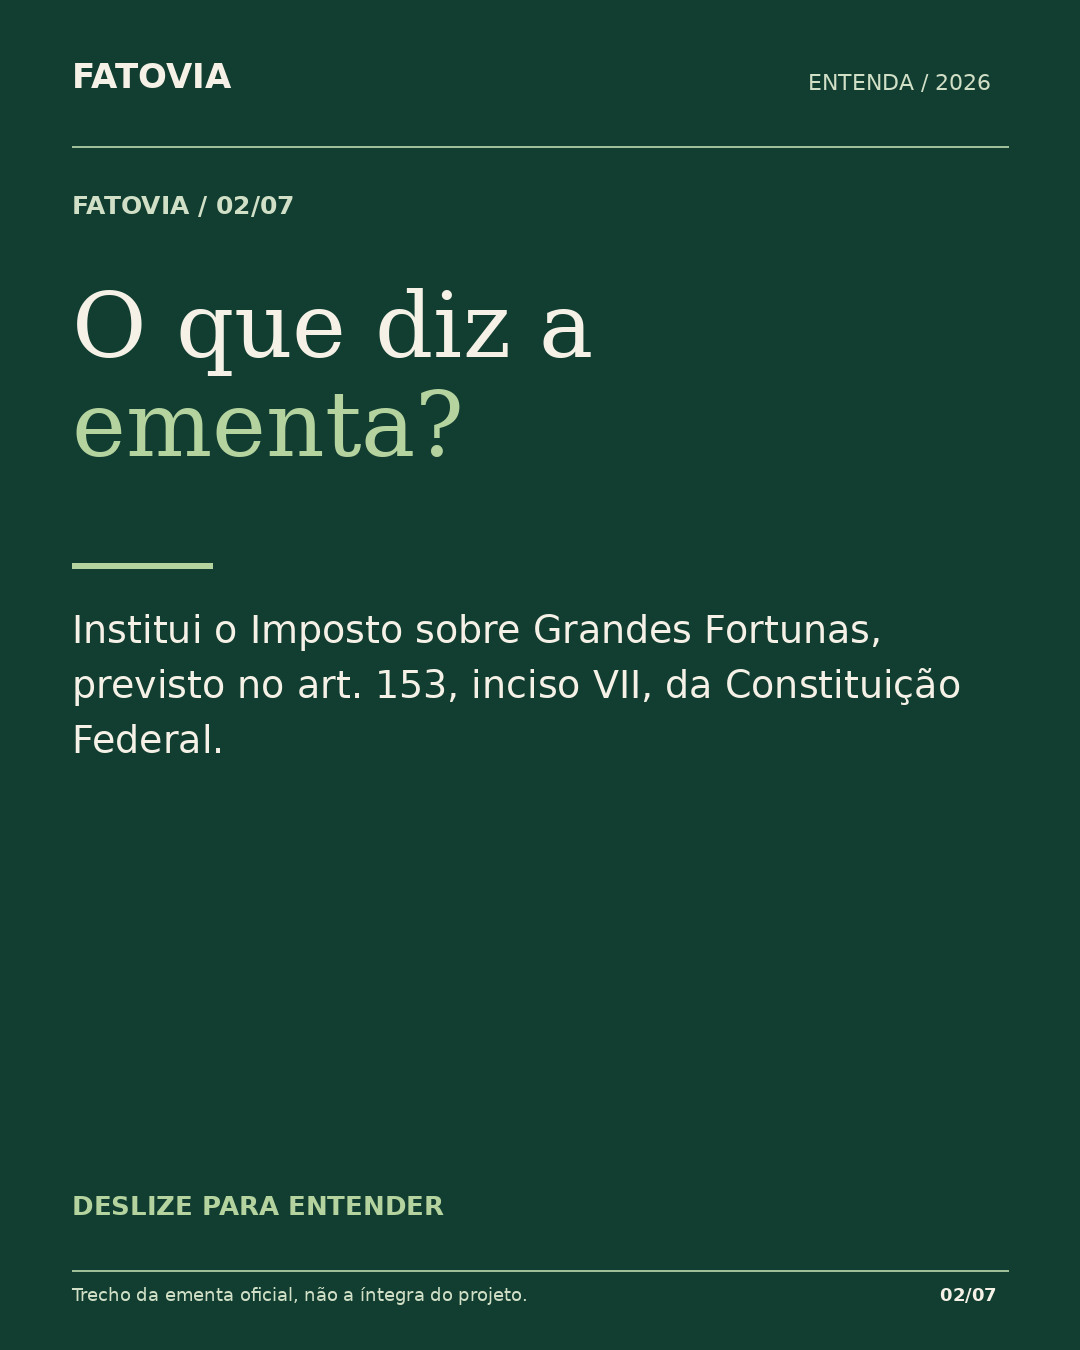 FATOVIA
ENTENDA / 2026
FATOVIA / 02/07
O que diz a
ementa?
Institui o Imposto sobre Grandes Fortunas,
previsto no art. 153, inciso VII, da Constituição
Federal.
DESLIZE PARA ENTENDER
Trecho da ementa oficial, não a íntegra do projeto.
02/07